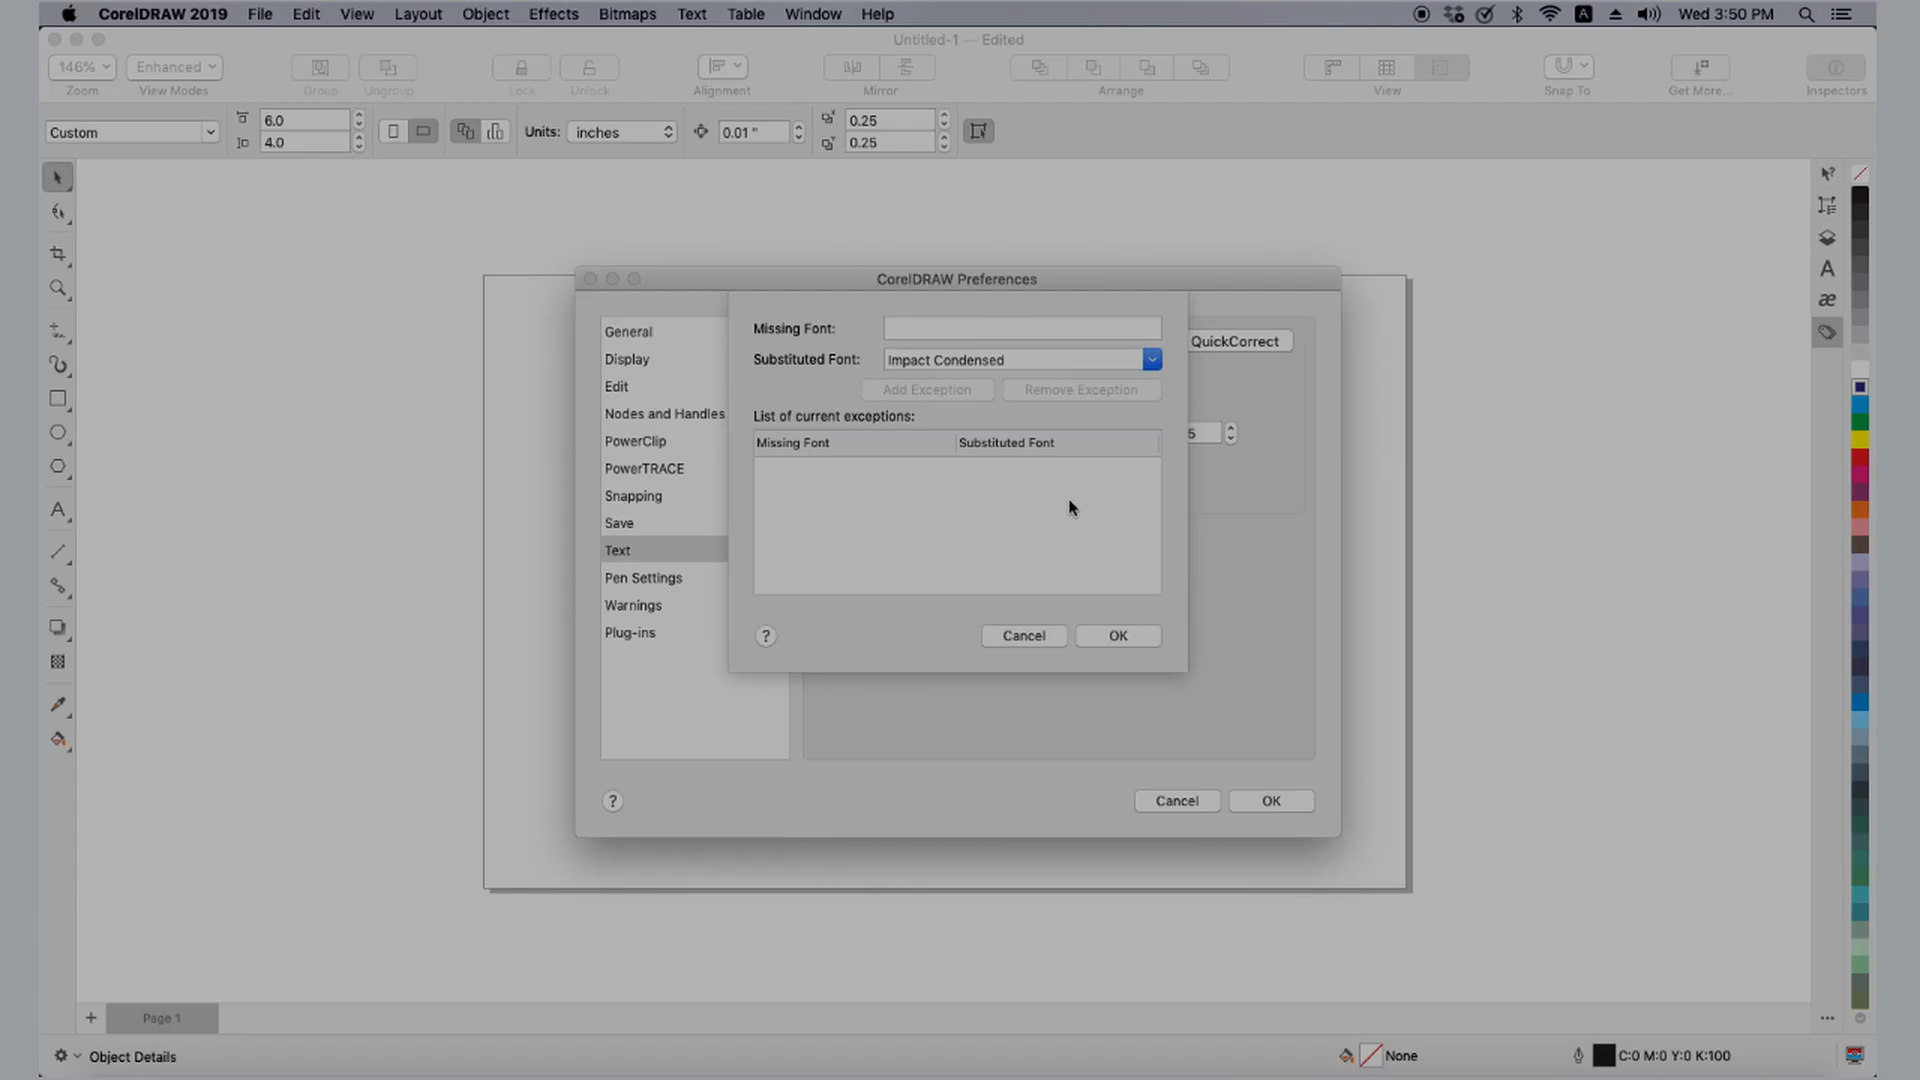 CorelDRAW 2019 File Edit View Layout Object Effects Bitmaps Text Table Window Help A Wed 3:50 PM
Untitled-1 — Edited
146% Enhanced
Zoom View Modes Group Ungroup Lock Unlock Alignment Mirror Arrange View Snap To Get More... Inspectors
Custom 6.0 4.0 Units: inches 0.01 " 0.25 0.25
CorelDRAW Preferences
General
Display
Edit
Nodes and Handles
PowerClip
PowerTRACE
Snapping
Save
Text
Pen Settings
Warnings
Plug-ins
Missing Font:
Substituted Font: Impact Condensed
Add Exception Remove Exception
List of current exceptions:
Missing Font Substituted Font
? Cancel OK
QuickCorrect
5
? Cancel OK
A
æ
A
+ Page 1
Object Details None C:0 M:0 Y:0 K:100